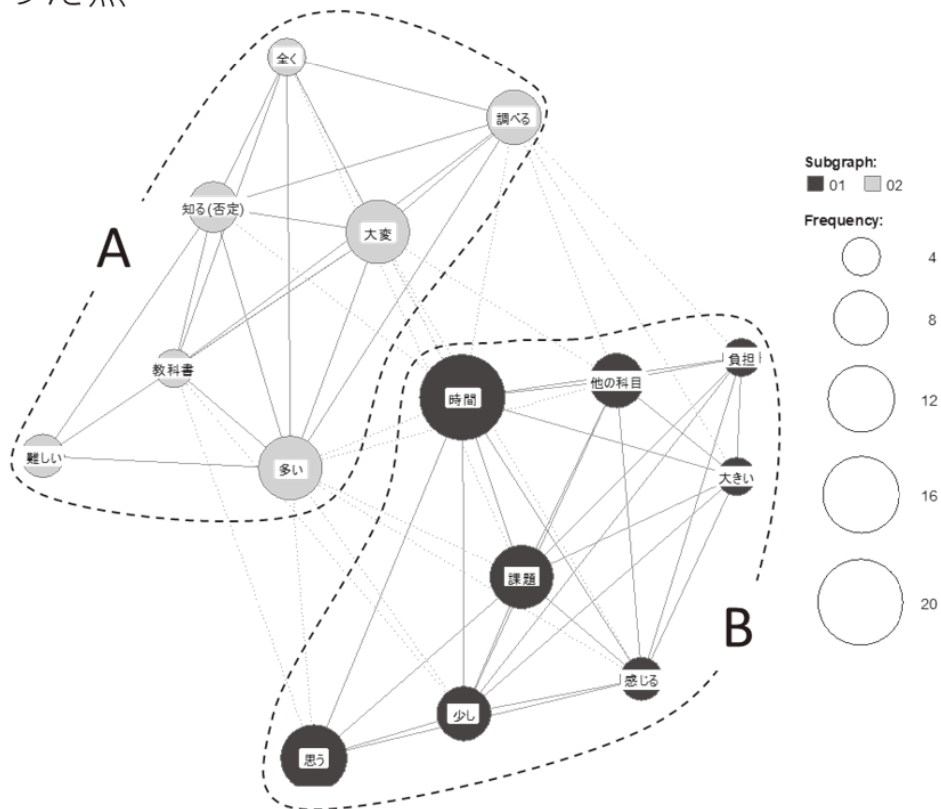 った点
全く
調べる
知る(否定)
大変
A
教科書
難しい
多い
Subgraph:
01 02
Frequency:
4
8
12
16
20
時間
他の科目
負担
大きい
課題
B
感じる
少し
思う